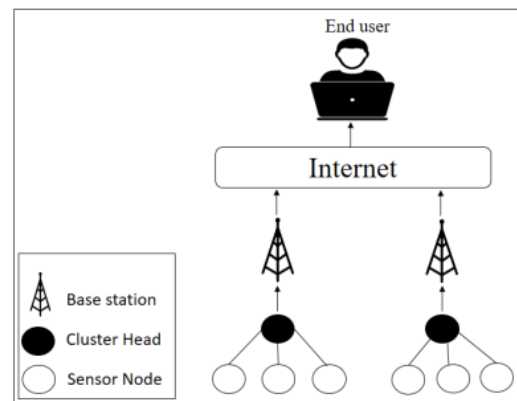 End user
Internet
Base station
Cluster Head
Sensor Node